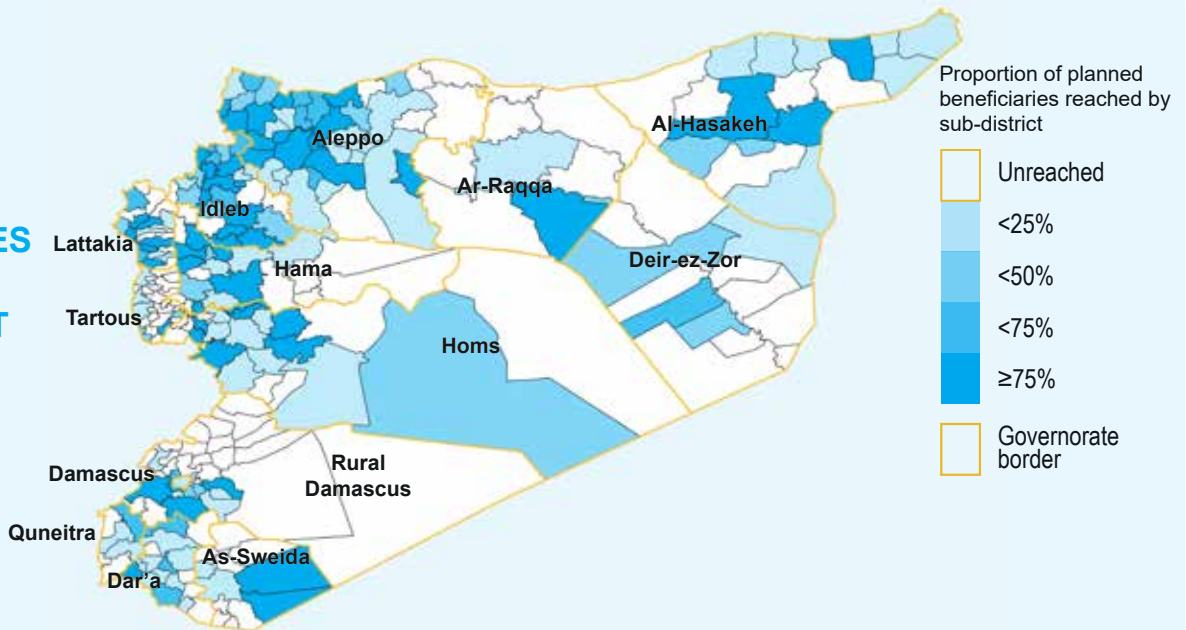 Proportion of planned
beneficiaries reached by
sub-district
Unreached
<25%
<50%
<75%
≥75%
Governorate
border
Al-Hasakeh
Aleppo
Ar-Raqqa
Idleb
ES
Lattakia
Deir-ez-Zor
Hama
Tartous
T
Homs
Rural
Damascus
Damascus
Quneitra
As-Sweida
Dar'a